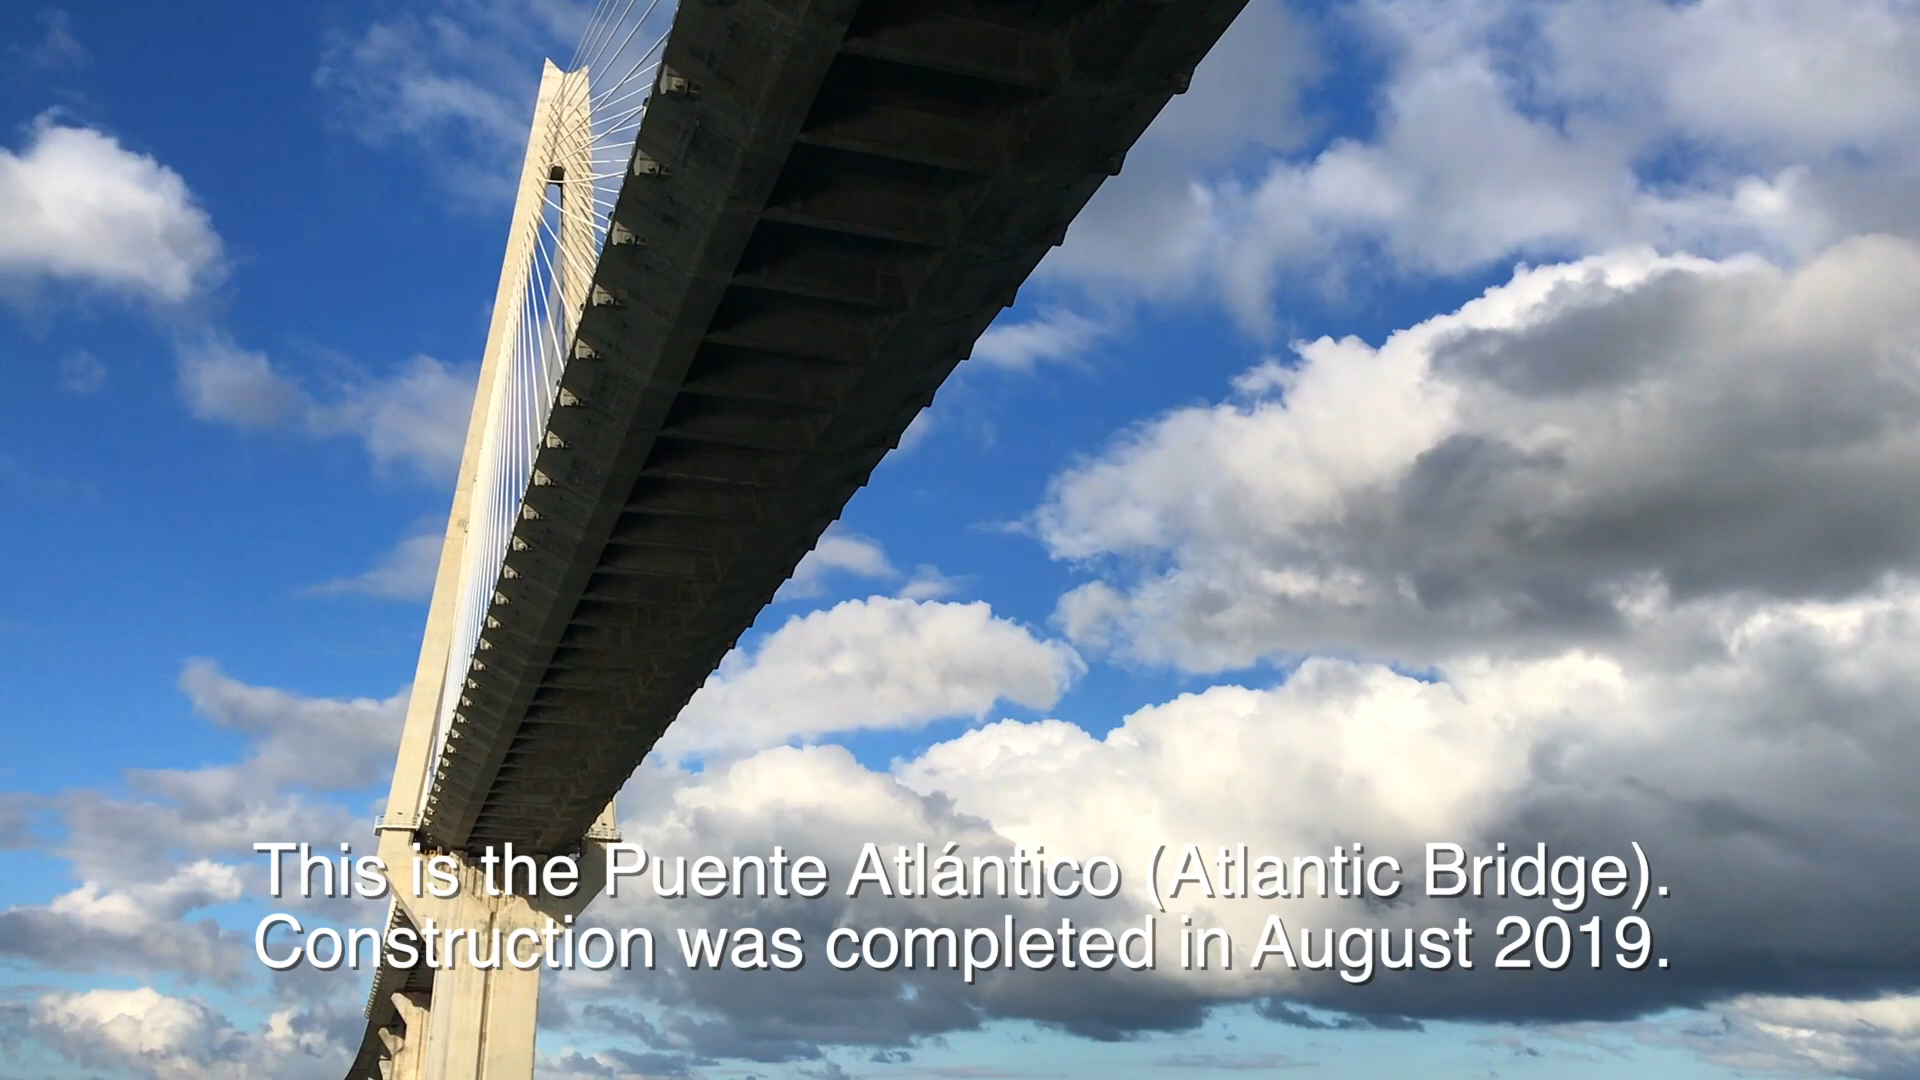 This is the Puente Atlántico (Atlantic Bridge).
Construction was completed in August 2019.